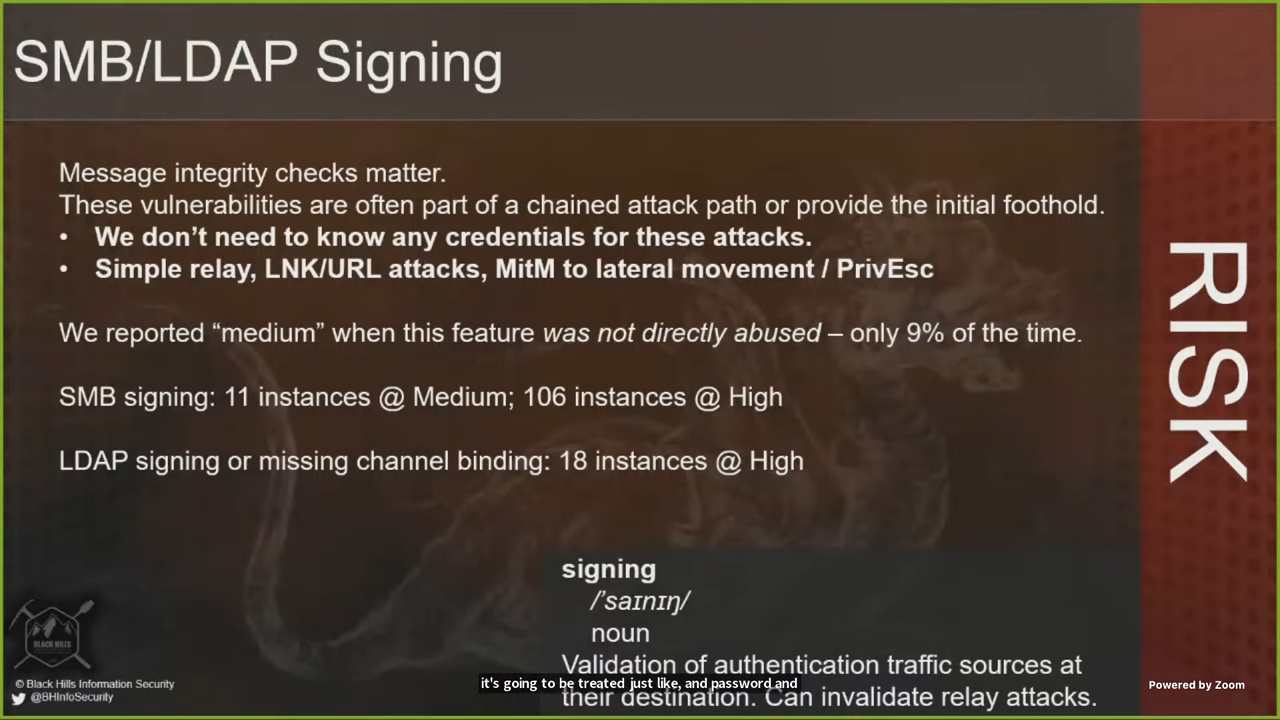 SMB/LDAP Signing
Message integrity checks matter.
These vulnerabilities are often part of a chained attack path or provide the initial foothold.
• We don’t need to know any credentials for these attacks.
• Simple relay, LNK/URL attacks, MitM to lateral movement / PrivEsc
We reported “medium” when this feature was not directly abused – only 9% of the time.
SMB signing: 11 instances @ Medium; 106 instances @ High
LDAP signing or missing channel binding: 18 instances @ High
RISK
signing
/ˈsaɪnɪŋ/
noun
Validation of authentication traffic sources at
their destination. Can invalidate relay attacks.
it's going to be treated just like, and password and
BLACK HILLS
© Black Hills Information Security
@BHInfoSecurity
Powered by Zoom